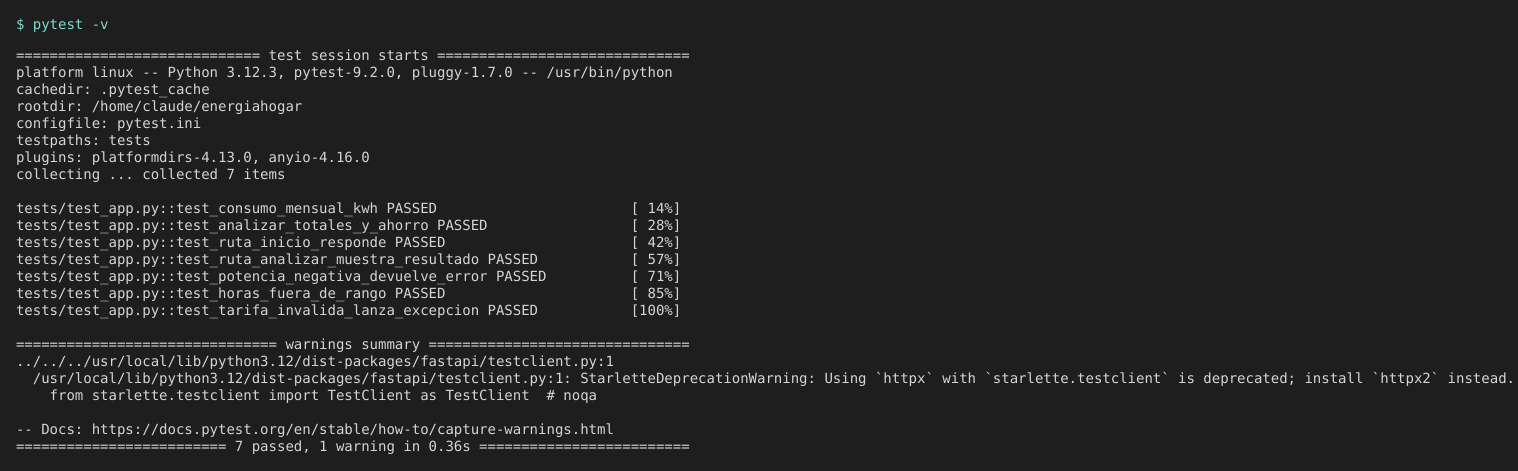 $ pytest -v
============================= test session starts ==============================
platform linux -- Python 3.12.3, pytest-9.2.0, pluggy-1.7.0 -- /usr/bin/python
cachedir: .pytest_cache
rootdir: /home/claude/energiahogar
configfile: pytest.ini
testpaths: tests
plugins: platformdirs-4.13.0, anyio-4.16.0
collecting ... collected 7 items
tests/test_app.py::test_consumo_mensual_kwh PASSED                       [ 14%]
tests/test_app.py::test_analizar_totales_y_ahorro PASSED                 [ 28%]
tests/test_app.py::test_ruta_inicio_responde PASSED                      [ 42%]
tests/test_app.py::test_ruta_analizar_muestra_resultado PASSED           [ 57%]
tests/test_app.py::test_potencia_negativa_devuelve_error PASSED          [ 71%]
tests/test_app.py::test_horas_fuera_de_rango PASSED                      [ 85%]
tests/test_app.py::test_tarifa_invalida_lanza_excepcion PASSED           [100%]
=============================== warnings summary ===============================
../../../usr/local/lib/python3.12/dist-packages/fastapi/testclient.py:1
  /usr/local/lib/python3.12/dist-packages/fastapi/testclient.py:1: StarletteDeprecationWarning: Using `httpx` with `starlette.testclient` is deprecated; install `httpx2` instead.
    from starlette.testclient import TestClient as TestClient  # noqa
-- Docs: https://docs.pytest.org/en/stable/how-to/capture-warnings.html
========================= 7 passed, 1 warning in 0.36s =========================